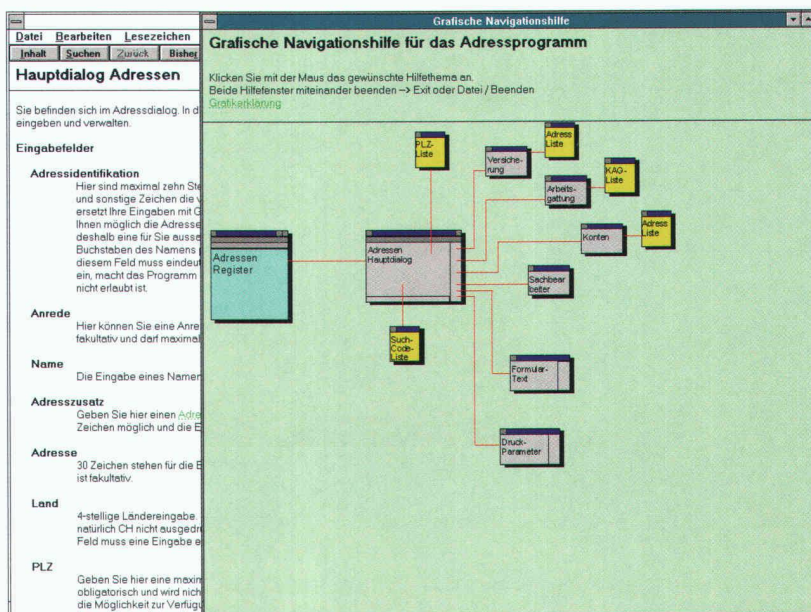 Datei Bearbeiten Lesezeichen
Inhalt Suchen Zurück Bisher
Hauptdialog Adressen
Sie befinden sich im Adressdialog. In d
eingeben und verwalten.
Eingabefelder
Adressidentifikation
Hier sind maximal zehn Ste
und sonstige Zeichen die v
ersetzt Ihre Eingaben mit G
Ihnen möglich die Adresse
deshalb eine für Sie aussa
Buchstaben des Namens p
diesem Feld muss eindeut
ein, macht das Programm
nicht erlaubt ist.
Anrede
Hier können Sie eine Anre
fakultativ und darf maximal
Name
Die Eingabe eines Namen
Adresszusatz
Geben Sie hier einen Adre
Zeichen möglich und die E
Adresse
30 Zeichen stehen für die E
ist fakultativ.
Land
4-stellige Ländereingabe.
natürlich CH nicht ausgedru
Feld muss eine Eingabe e
PLZ
Geben Sie hier eine maxim
obligatorisch und wird nich
die Möglichkeit zur Verfügu
Grafische Navigationshilfe
Grafische Navigationshilfe für das Adressprogramm
Klicken Sie mit der Maus das gewünschte Hilfethema an.
Beide Hilfefenster miteinander beenden --> Exit oder Datei / Beenden
Grafikerklärung
PLZ-
Liste
Versiche-
rung
Adress
Liste
Arbeits-
gattung
KAG-
Liste
Konten
Adress
Liste
Adressen
Register
Adressen
Hauptdialog
Sachbear
beiter
Such-
Code-
Liste
Formular-
Text
Druck-
Parameter